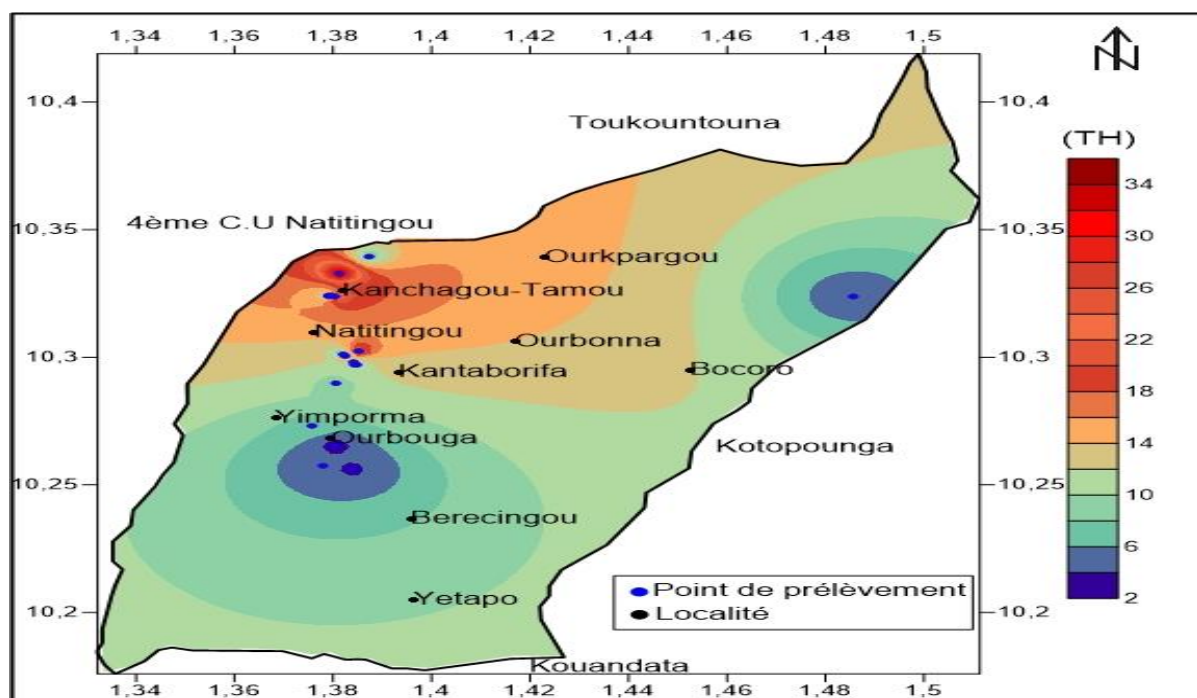 1,34 1,36 1,38 1,4 1,42 1,44 1,46 1,48 1,5
N
10,4 10,4
Toukountouna
(TH)
34
4ème C.U Natitingou
10,35 10,35
30
Ourkpargou
Kanchagou-Tamou
26
Natitingou
Ourbonna
22
10,3 10,3
Kantaborifa
Bocoro
18
Yimporma
Ourbouga
Kotopounga
14
10,25 10,25
10
Berecingou
6
Point de prélèvement
Yetapo
Localité
2
10,2 10,2
Kouandata
1,34 1,36 1,38 1,4 1,42 1,44 1,46 1,48 1,5